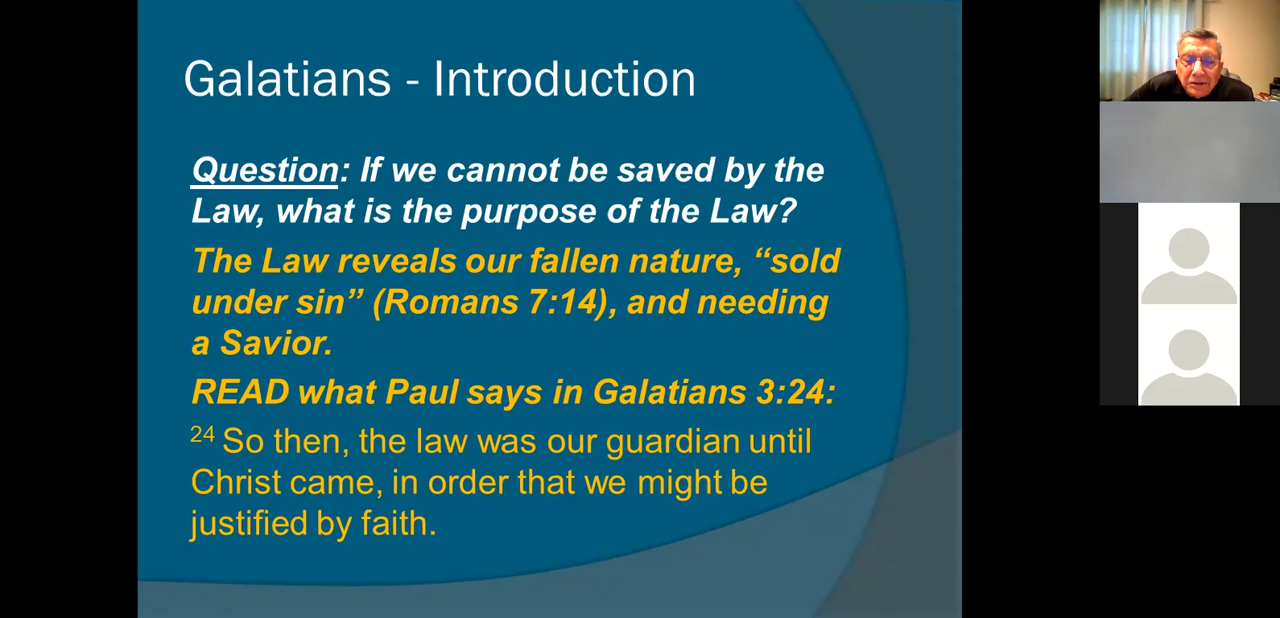 Galatians - Introduction
Question: If we cannot be saved by the
Law, what is the purpose of the Law?
The Law reveals our fallen nature, “sold
under sin” (Romans 7:14), and needing
a Savior.
READ what Paul says in Galatians 3:24:
24 So then, the law was our guardian until
Christ came, in order that we might be
justified by faith.